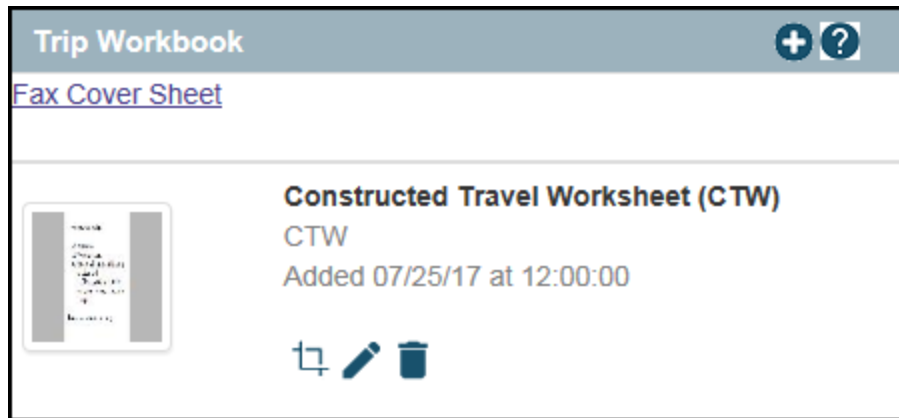 Trip Workbook
Fax Cover Sheet
Constructed Travel Worksheet (CTW)
CTW
Added 07/25/17 at 12:00:00